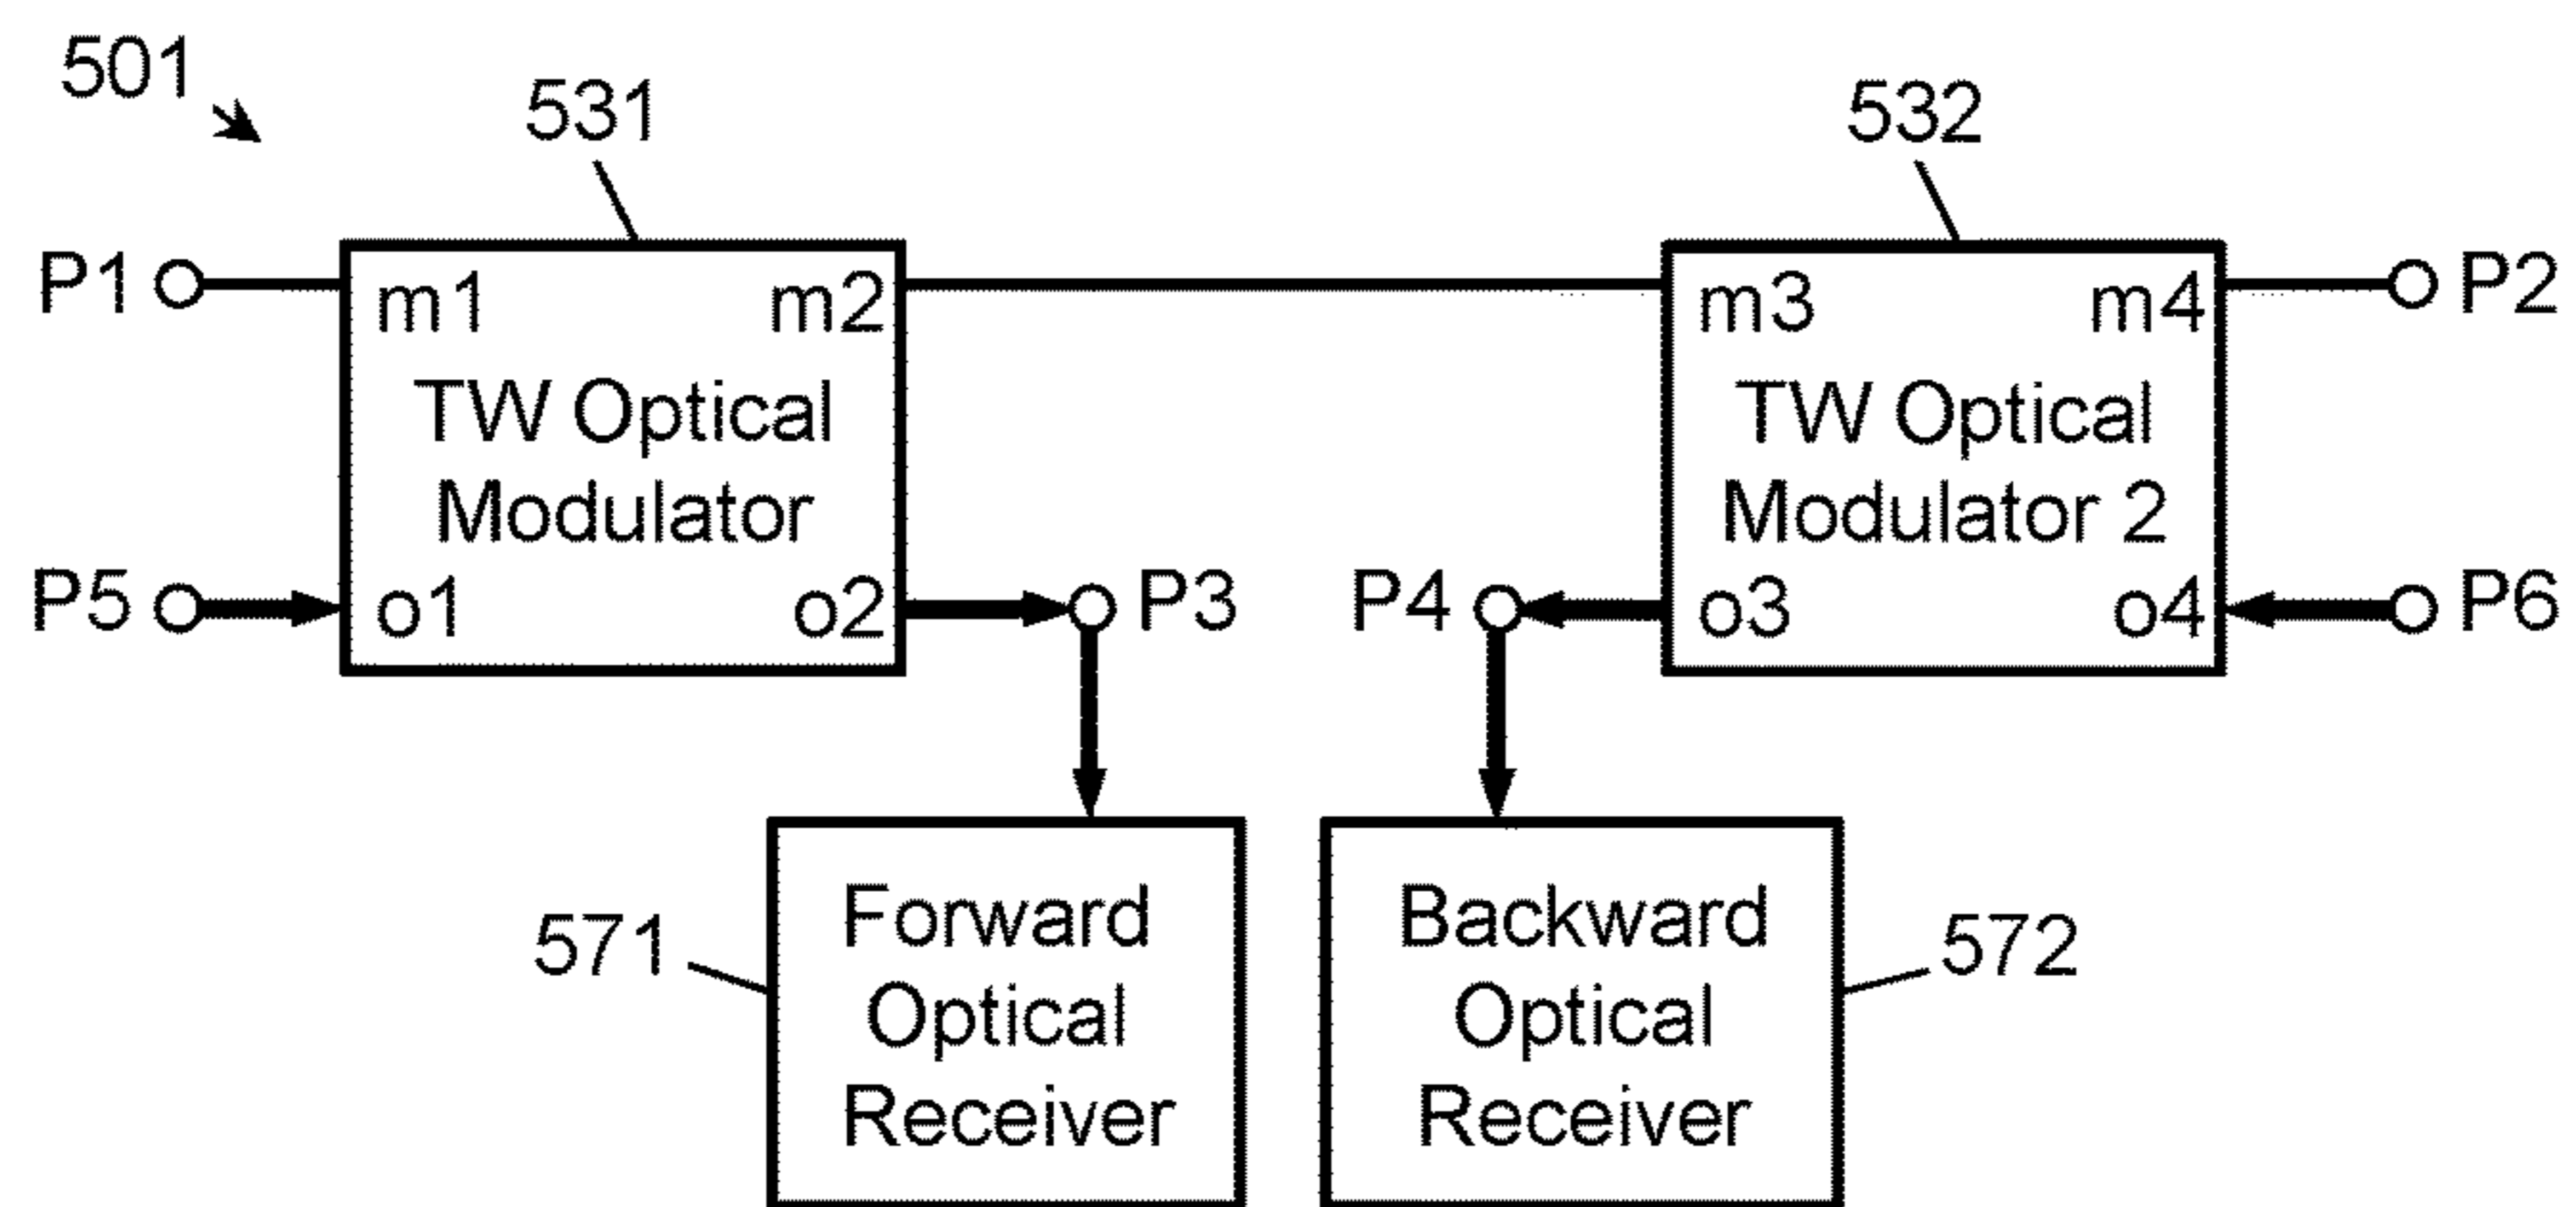 501
531
532
P1
m1
m2
m3
m4
P2
TW Optical
Modulator
TW Optical
Modulator 2
P5
o1
o2
P3
P4
o3
o4
P6
571
Forward
Optical
Receiver
Backward
Optical
Receiver
572